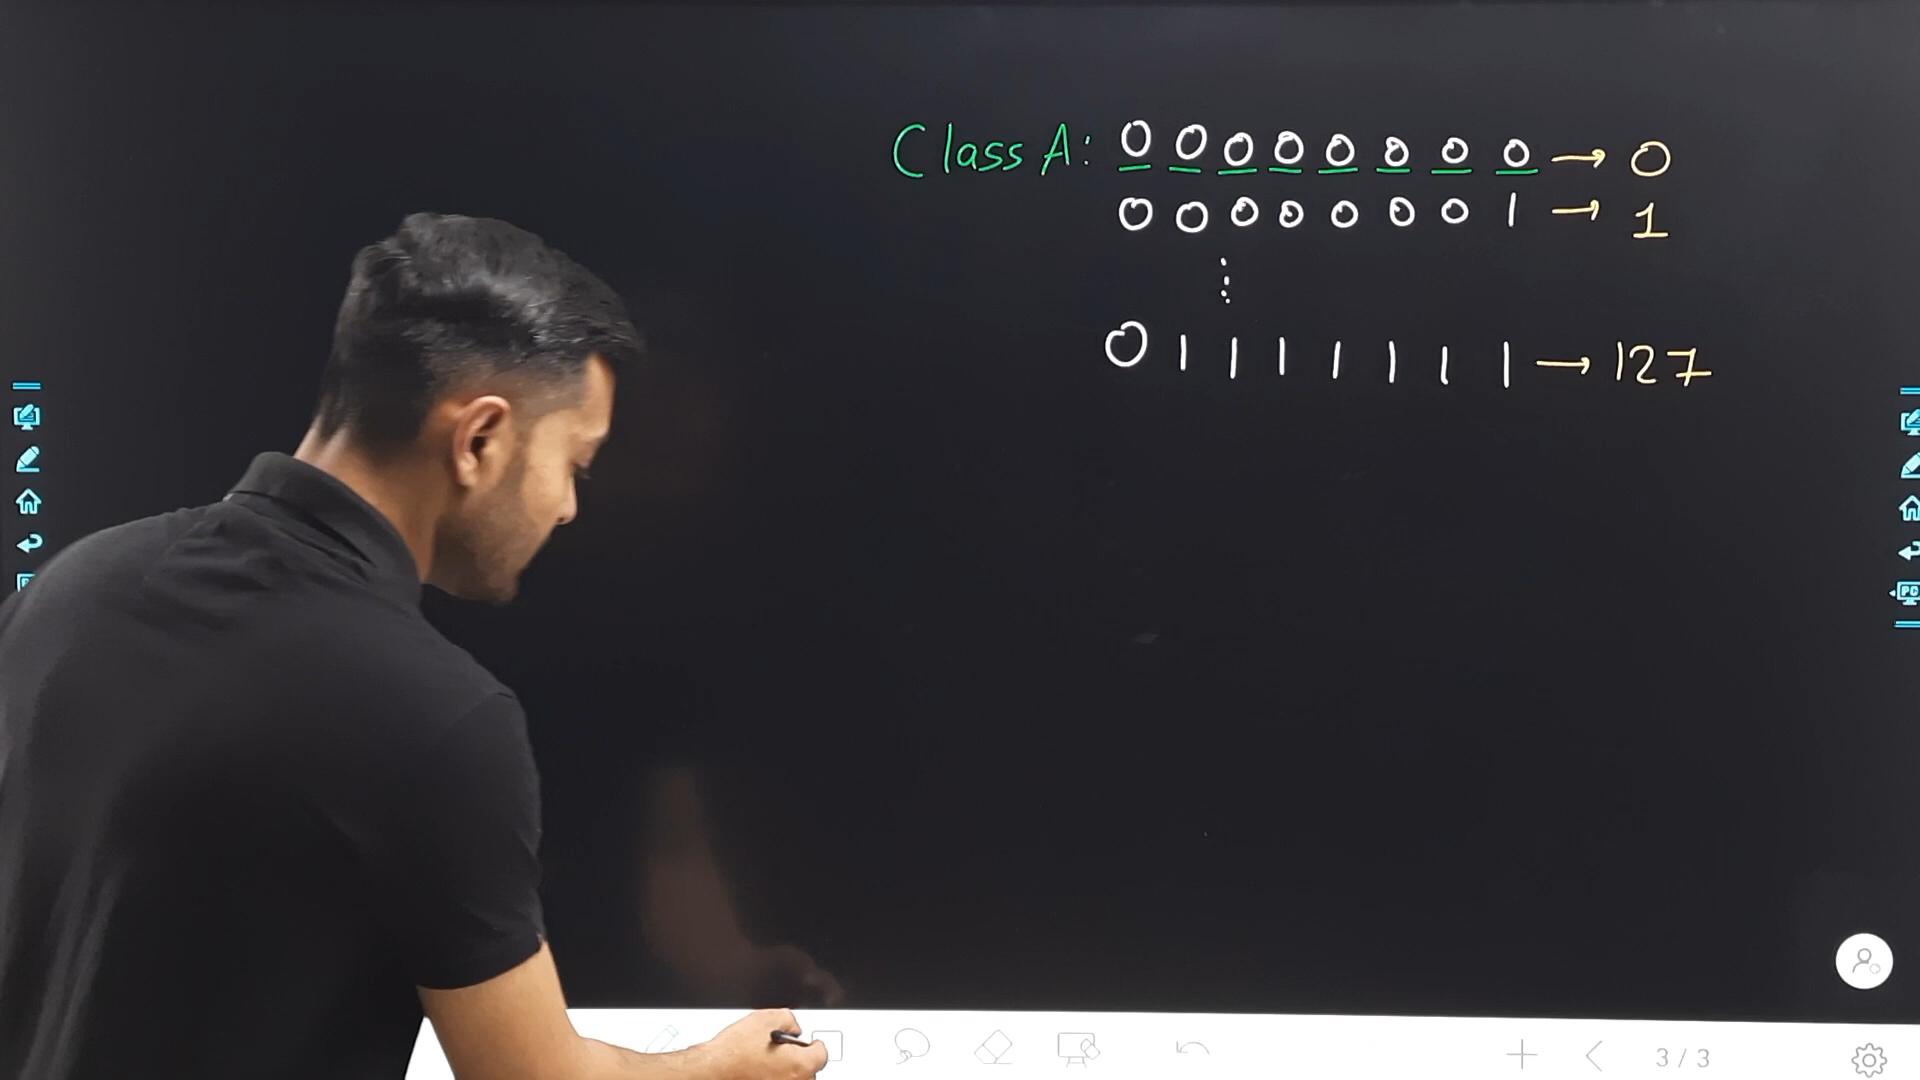 Class A: 0 0 0 0 0 0 0 0 → 0
0 0 0 0 0 0 0 1 → 1
⋮
0 1 1 1 1 1 1 1 → 127
PC
3 / 3